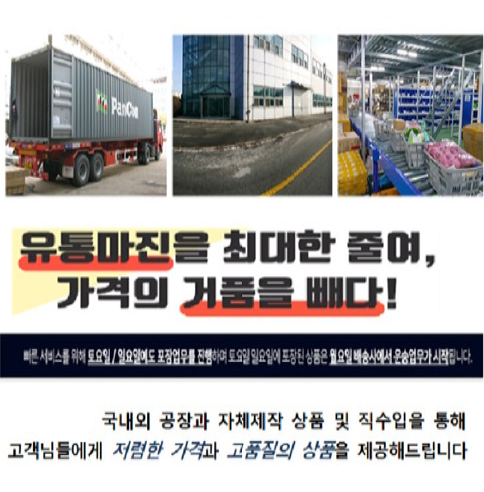 PanCon
유통마진을 최대한 줄여,
가격의 거품을 빼다!
빠른 서비스를 위해 토요일 / 일요일에도 포장업무를 진행하며 토요일 일요일에 포장된 상품은 월요일 배송사에서 운송업무가 시작됩니다.
국내외 공장과 자체제작 상품 및 직수입을 통해
고객님들에게 저렴한 가격과 고품질의 상품을 제공해드립니다